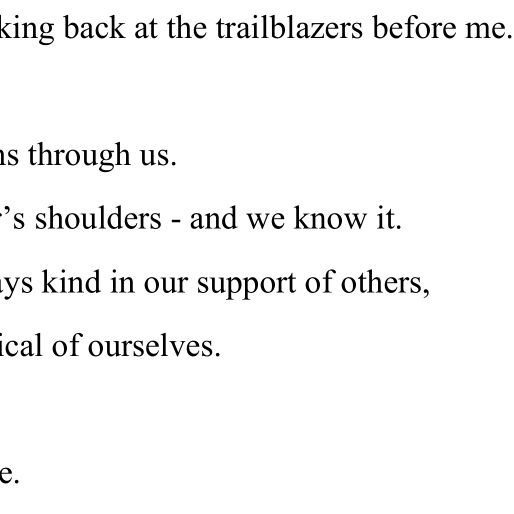 king back at the trailblazers before me.
ns through us.
r’s shoulders - and we know it.
ays kind in our support of others,
ical of ourselves.
e.